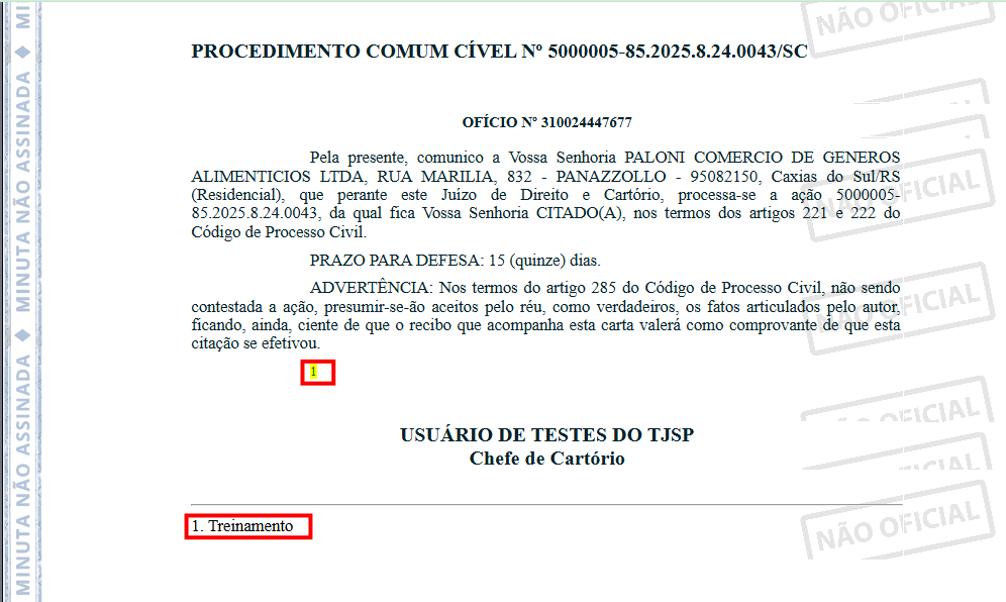 PROCEDIMENTO COMUM CÍVEL Nº 5000005-85.2025.8.24.0043/SC
OFÍCIO Nº 310024447677
Pela presente, comunico a Vossa Senhoria PALONI COMERCIO DE GENEROS
ALIMENTICIOS LTDA, RUA MARILIA, 832 - PANAZZOLLO - 95082150, Caxias do Sul/RS
(Residencial), que perante este Juízo de Direito e Cartório, processa-se a ação 5000005-
85.2025.8.24.0043, da qual fica Vossa Senhoria CITADO(A), nos termos dos artigos 221 e 222 do
Código de Processo Civil.
PRAZO PARA DEFESA: 15 (quinze) dias.
ADVERTÊNCIA: Nos termos do artigo 285 do Código de Processo Civil, não sendo
contestada a ação, presumir-se-ão aceitos pelo réu, como verdadeiros, os fatos articulados pelo autor,
ficando, ainda, ciente de que o recibo que acompanha esta carta valerá como comprovante de que esta
citação se efetivou.
1
USUÁRIO DE TESTES DO TJSP
Chefe de Cartório
1. Treinamento
MINUTA NÃO ASSINADA ◆ MINUTA NÃO ASSINADA ◆ MI
NÃO OFICIAL
NÃO OFICIAL
NÃO OFICIAL
NÃO OFICIAL
NÃO OFICIAL